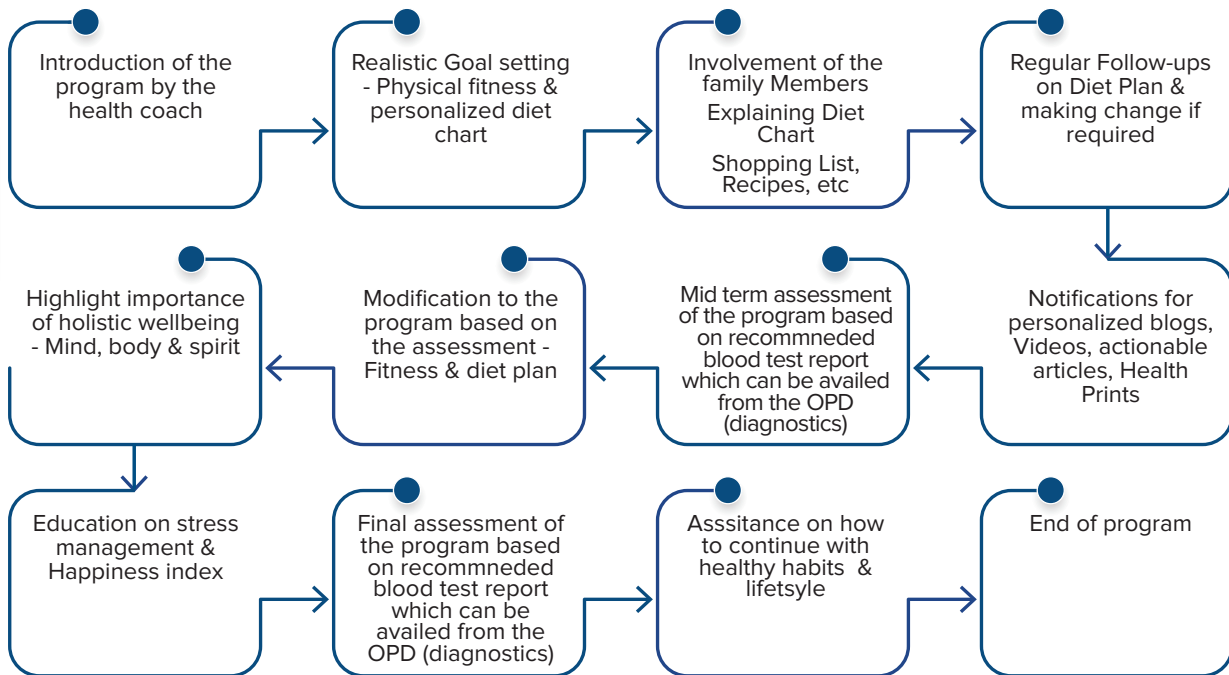 Introduction of the
program by the
health coach
Realistic Goal setting
- Physical fitness &
personalized diet
chart
Involvement of the
family Members
Explaining Diet
Chart
Shopping List,
Recipes, etc
Regular Follow-ups
on Diet Plan &
making change if
required
Notifications for
personalized blogs,
Videos, actionable
articles, Health
Prints
Mid term assessment
of the program based
on recommneded
blood test report
which can be availed
from the OPD
(diagnostics)
Modification to the
program based on
the assessment -
Fitness & diet plan
Highlight importance
of holistic wellbeing
- Mind, body & spirit
Education on stress
management &
Happiness index
Final assessment of
the program based
on recommneded
blood test report
which can be
availed from the
OPD (diagnostics)
Asssitance on how
to continue with
healthy habits &
lifetsyle
End of program